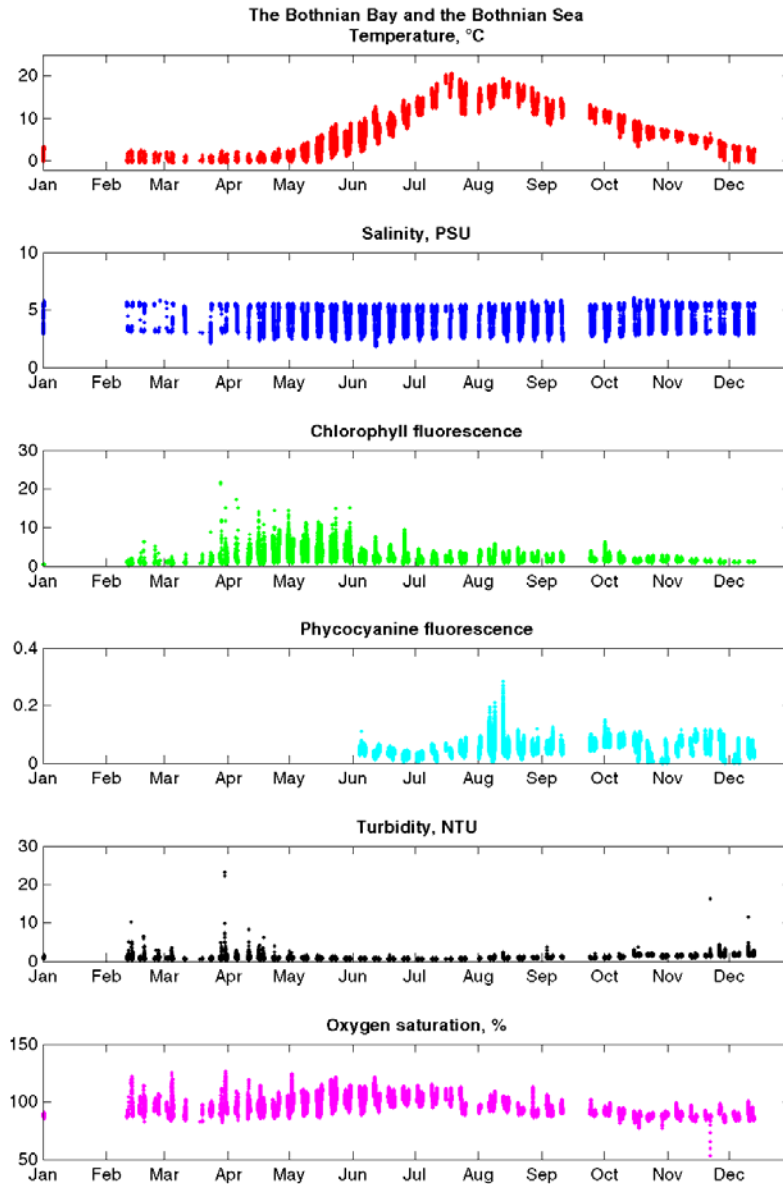 The Bothnian Bay and the Bothnian Sea
Temperature, °C
20
10
0
Jan Feb Mar Apr May Jun Jul Aug Sep Oct Nov Dec
Salinity, PSU
10
5
0
Jan Feb Mar Apr May Jun Jul Aug Sep Oct Nov Dec
Chlorophyll fluorescence
30
20
10
0
Jan Feb Mar Apr May Jun Jul Aug Sep Oct Nov Dec
Phycocyanine fluorescence
0.4
0.2
0
Jan Feb Mar Apr May Jun Jul Aug Sep Oct Nov Dec
Turbidity, NTU
30
20
10
0
Jan Feb Mar Apr May Jun Jul Aug Sep Oct Nov Dec
Oxygen saturation, %
150
100
50
Jan Feb Mar Apr May Jun Jul Aug Sep Oct Nov Dec